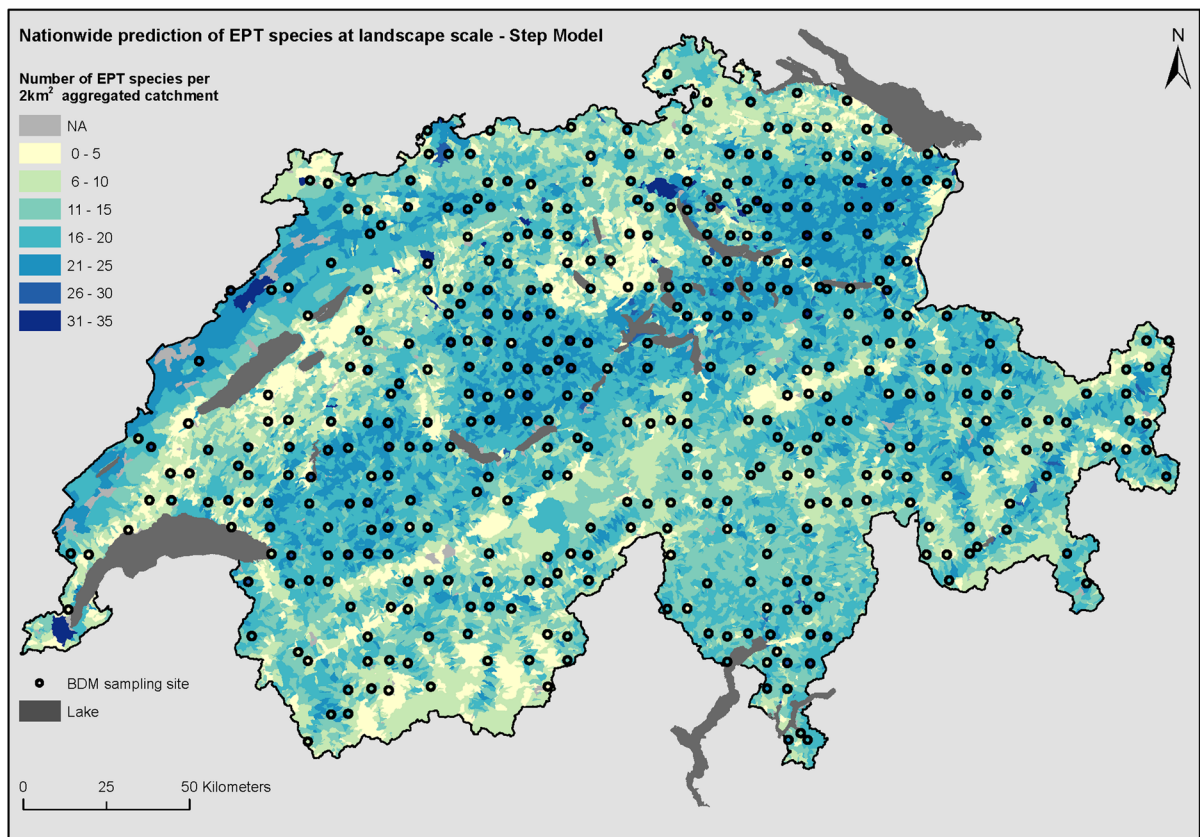 Nationwide prediction of EPT species at landscape scale - Step Model
N
Number of EPT species per
2km² aggregated catchment
NA
0 - 5
6 - 10
11 - 15
16 - 20
21 - 25
26 - 30
31 - 35
BDM sampling site
Lake
0 25 50 Kilometers